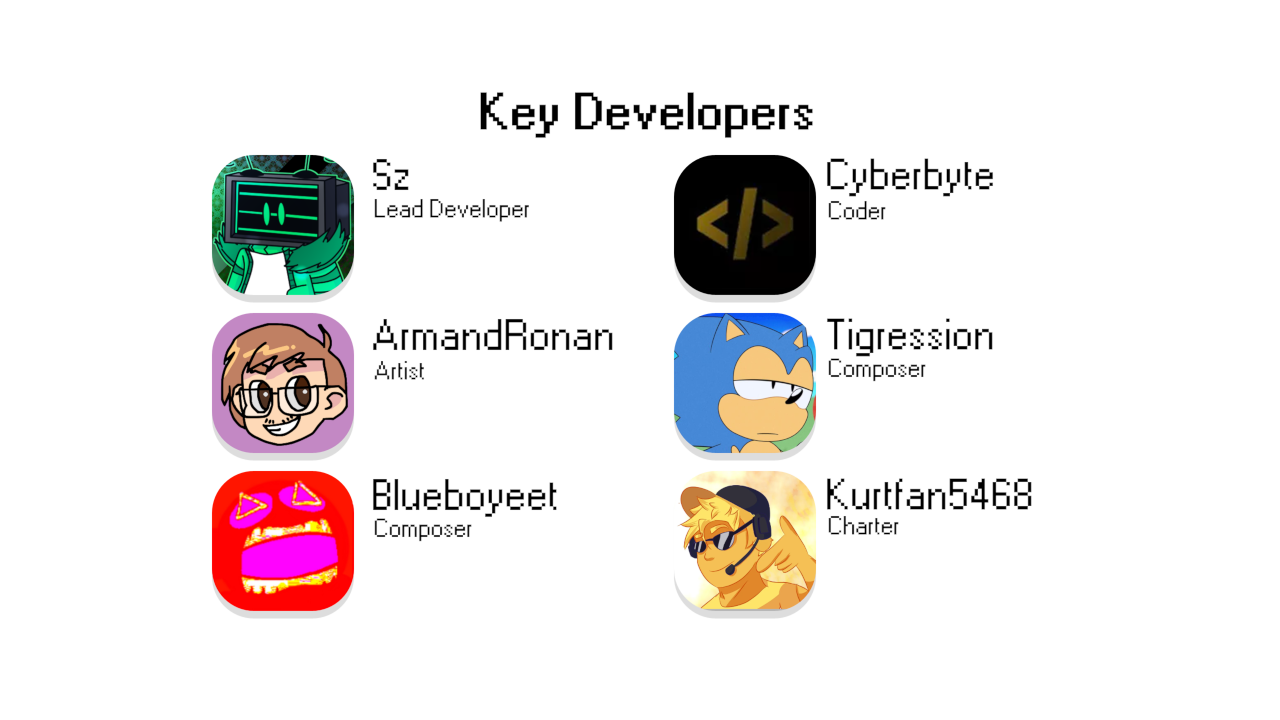 Key Developers
Sz
Lead Developer
Cyberbyte
Coder
ArmandRonan
Artist
Tigression
Composer
Blueboyeet
Composer
Kurtfan5468
Charter